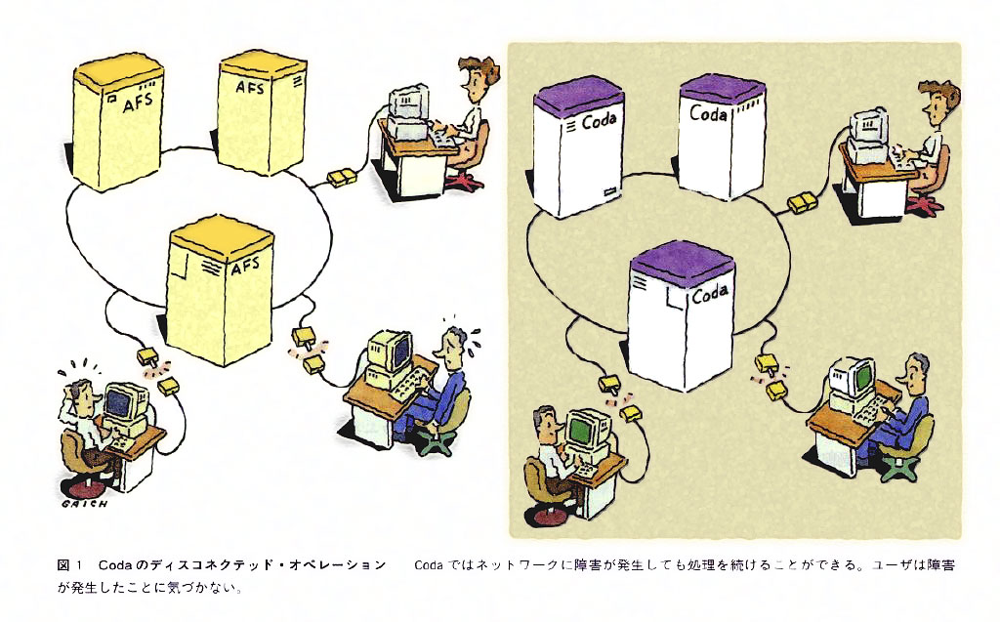 AFS
AFS
AFS
Coda
Coda
Coda
GAICH
図1 Codaのディスコネクテッド・オペレーション Codaではネットワークに障害が発生しても処理を続けることができる。ユーザは障害
が発生したことに気づかない。